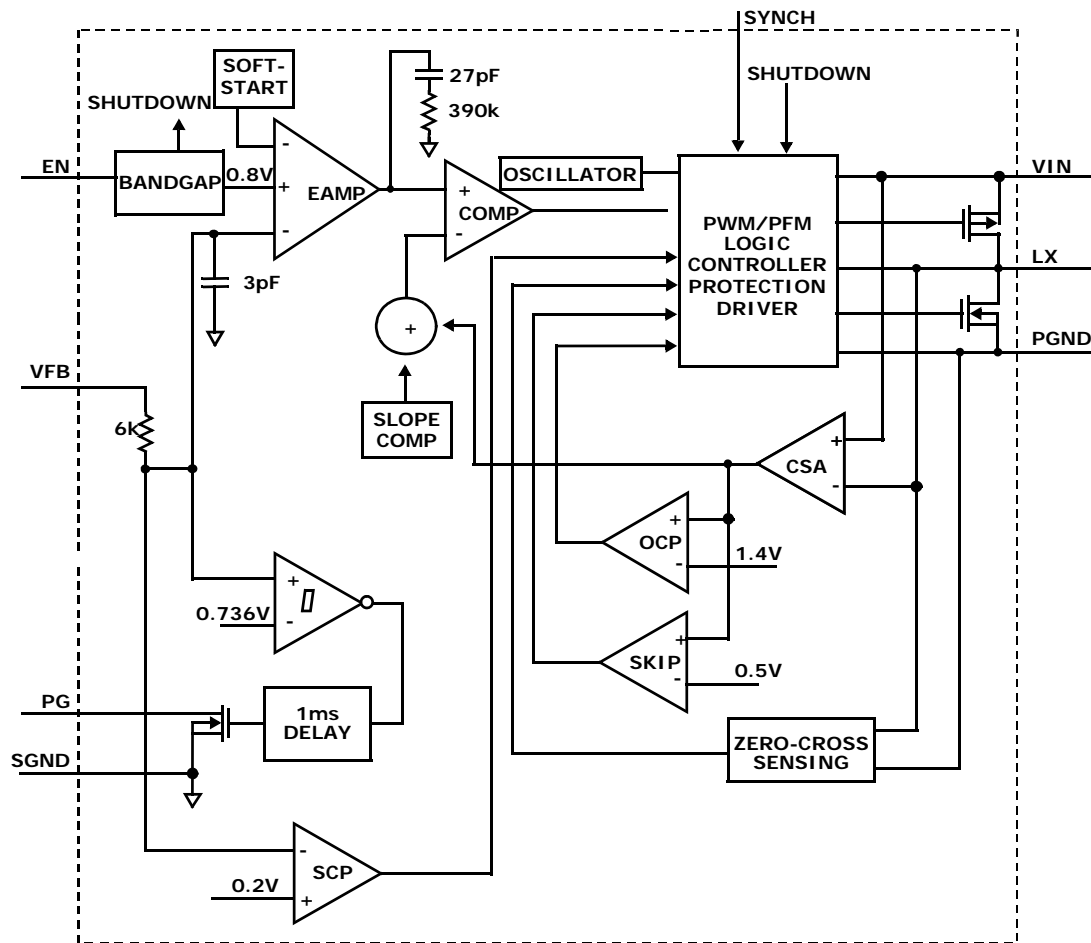 SYNCH
SHUTDOWN
SOFT-
START
27pF
390k
SHUTDOWN
EN
BANDGAP
0.8V
-
+
-
EAMP
3pF
+
-
COMP
OSCILLATOR
PWM/PFM
LOGIC
CONTROLLER
PROTECTION
DRIVER
VIN
LX
PGND
+
SLOPE
COMP
VFB
6k
+
-
CSA
+
-
OCP
1.4V
+
-
SKIP
0.5V
0.736V
+
-
PG
SGND
1ms
DELAY
ZERO-CROSS
SENSING
-
+
SCP
0.2V